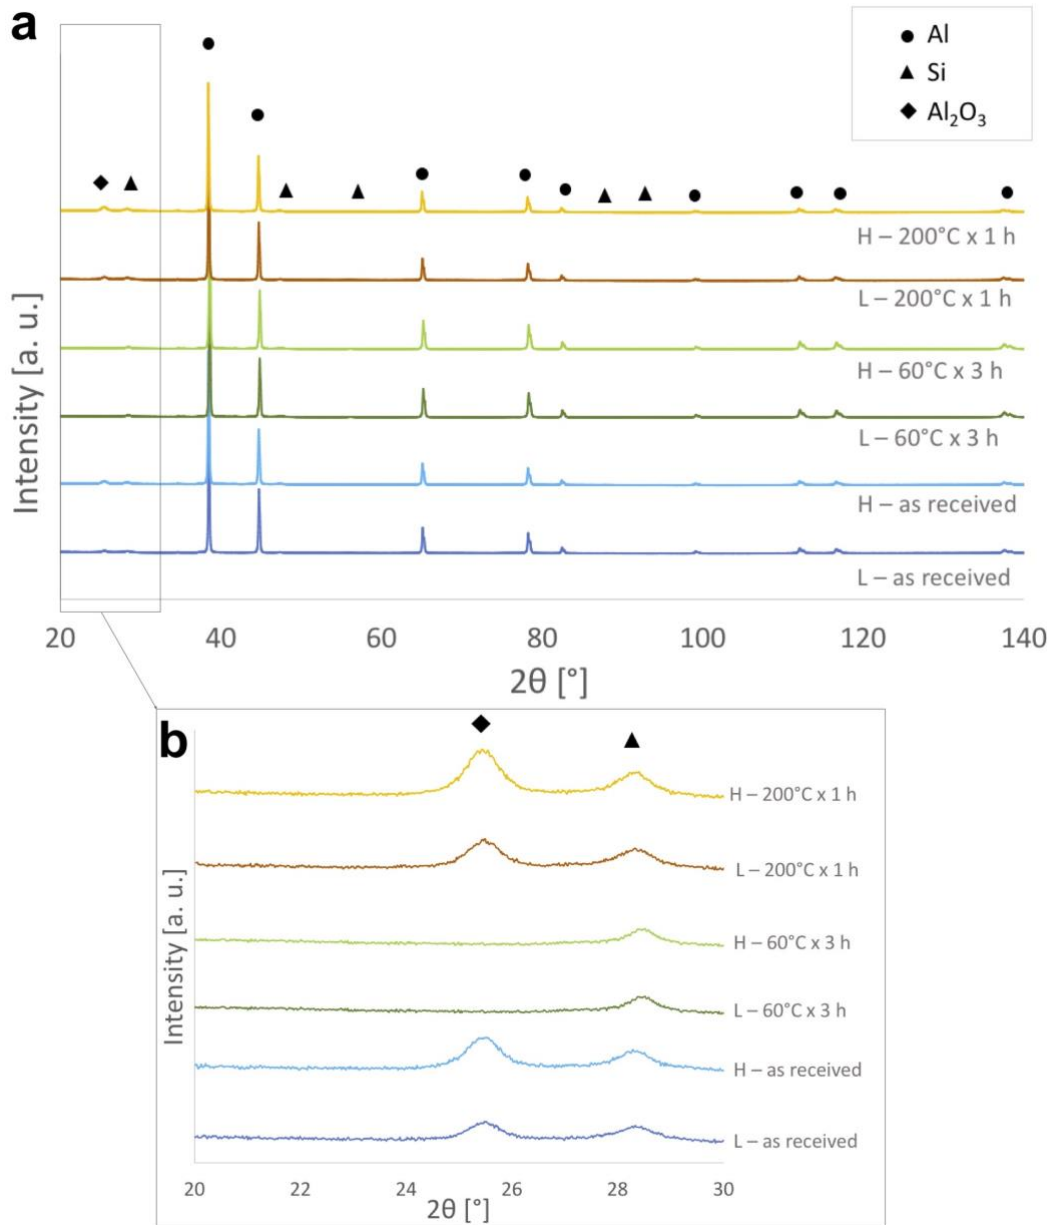 a
Al
Si
Al₂O₃
H – 200°C x 1 h
L – 200°C x 1 h
H – 60°C x 3 h
L – 60°C x 3 h
H – as received
L – as received
Intensity [a. u.]
20 40 60 80 100 120 140
2θ [°]
b
H – 200°C x 1 h
L – 200°C x 1 h
H – 60°C x 3 h
L – 60°C x 3 h
H – as received
L – as received
Intensity [a. u.]
20 22 24 26 28 30
2θ [°]